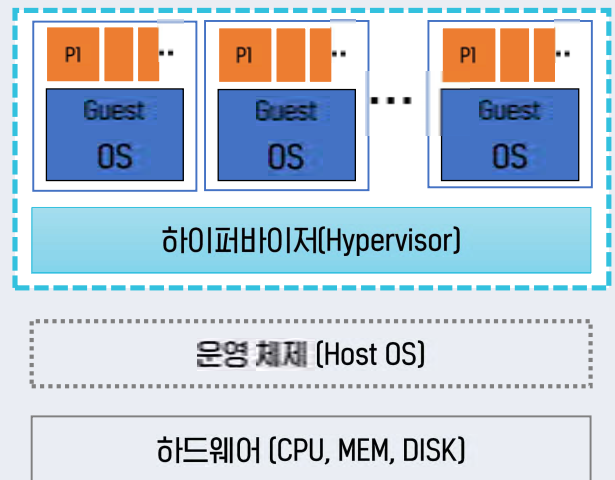 P1 ..
P1 ..
P1 ..
Guest
OS
Guest
OS
...
Guest
OS
하이퍼바이저(Hypervisor)
운영 체제 (Host OS)
하드웨어 (CPU, MEM, DISK)